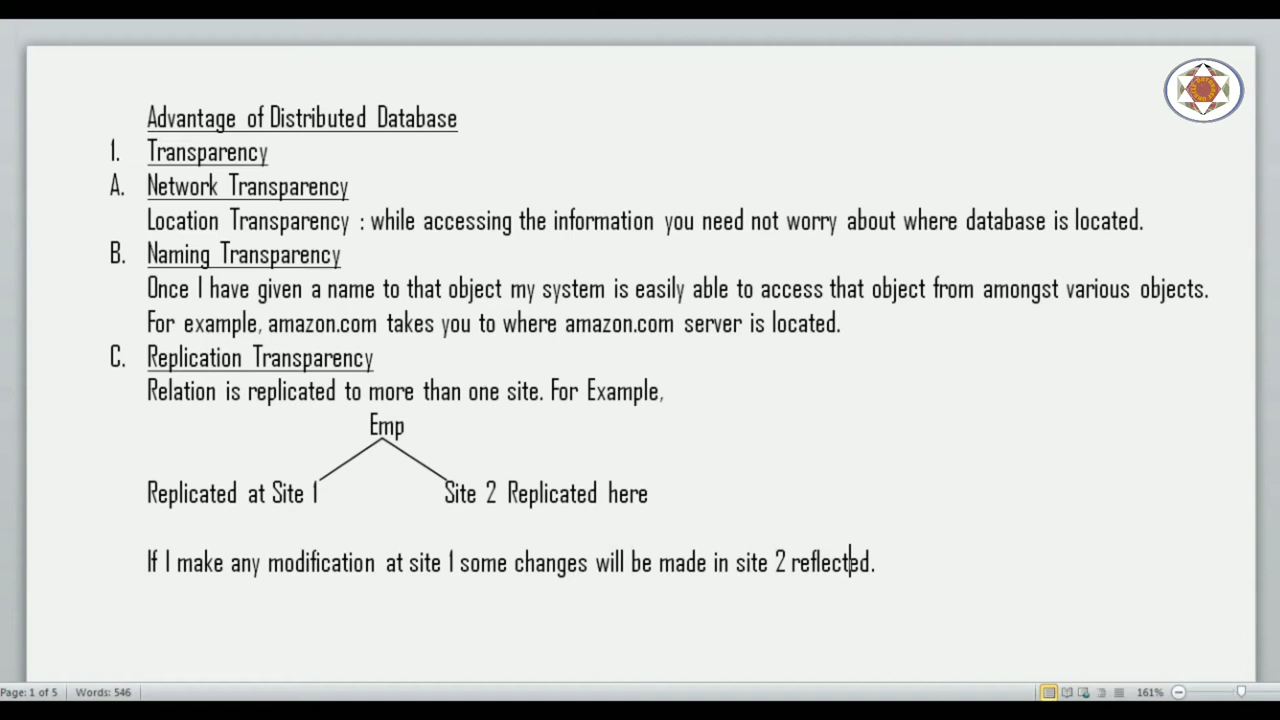 Advantage of Distributed Database
1. Transparency
A. Network Transparency
Location Transparency : while accessing the information you need not worry about where database is located.
B. Naming Transparency
Once I have given a name to that object my system is easily able to access that object from amongst various objects.
For example, amazon.com takes you to where amazon.com server is located.
C. Replication Transparency
Relation is replicated to more than one site. For Example,
Emp
Replicated at Site 1 Site 2 Replicated here
If I make any modification at site 1 some changes will be made in site 2 reflected.
Page: 1 of 5 Words: 546 161%